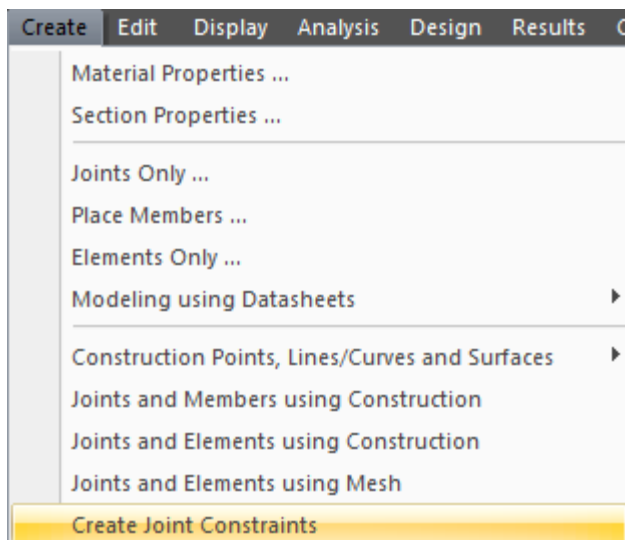 Create Edit Display Analysis Design Results
Material Properties ...
Section Properties ...
Joints Only ...
Place Members ...
Elements Only ...
Modeling using Datasheets
Construction Points, Lines/Curves and Surfaces
Joints and Members using Construction
Joints and Elements using Construction
Joints and Elements using Mesh
Create Joint Constraints